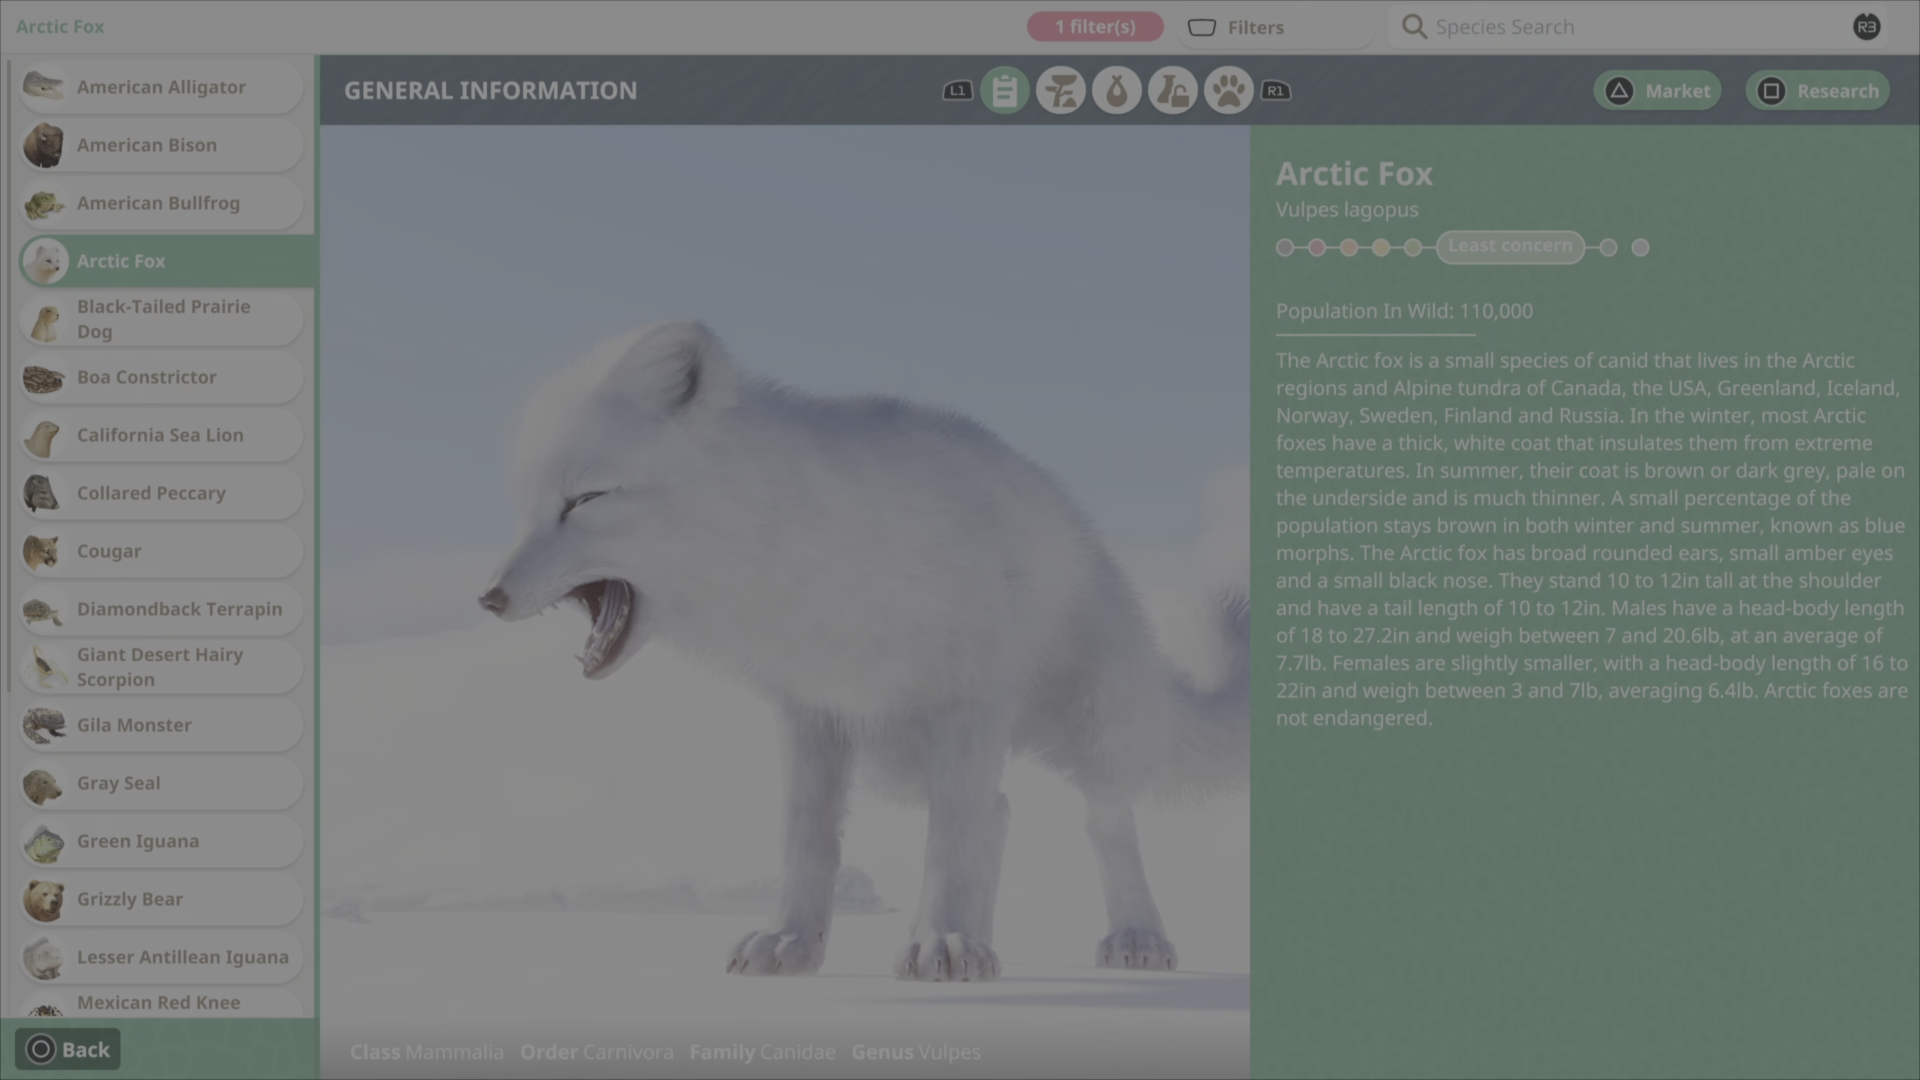 Arctic Fox
1 filter(s)
Filters
Species Search
R3
American Alligator
American Bison
American Bullfrog
Arctic Fox
Black-Tailed Prairie
Dog
Boa Constrictor
California Sea Lion
Collared Peccary
Cougar
Diamondback Terrapin
Giant Desert Hairy
Scorpion
Gila Monster
Gray Seal
Green Iguana
Grizzly Bear
Lesser Antillean Iguana
Mexican Red Knee
Back
GENERAL INFORMATION
L1
R1
Market
Research
Arctic Fox
Vulpes lagopus
Least concern
Population In Wild: 110,000
The Arctic fox is a small species of canid that lives in the Arctic
regions and Alpine tundra of Canada, the USA, Greenland, Iceland,
Norway, Sweden, Finland and Russia. In the winter, most Arctic
foxes have a thick, white coat that insulates them from extreme
temperatures. In summer, their coat is brown or dark grey, pale on
the underside and is much thinner. A small percentage of the
population stays brown in both winter and summer, known as blue
morphs. The Arctic fox has broad rounded ears, small amber eyes
and a small black nose. They stand 10 to 12in tall at the shoulder
and have a tail length of 10 to 12in. Males have a head-body length
of 18 to 27.2in and weigh between 7 and 20.6lb, at an average of
7.7lb. Females are slightly smaller, with a head-body length of 16 to
22in and weigh between 3 and 7lb, averaging 6.4lb. Arctic foxes are
not endangered.
Class Mammalia Order Carnivora Family Canidae Genus Vulpes